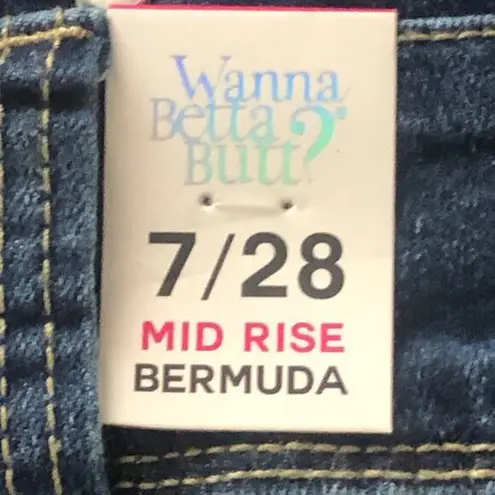 Wanna
Betta
Butt?
7/28
MID RISE
BERMUDA